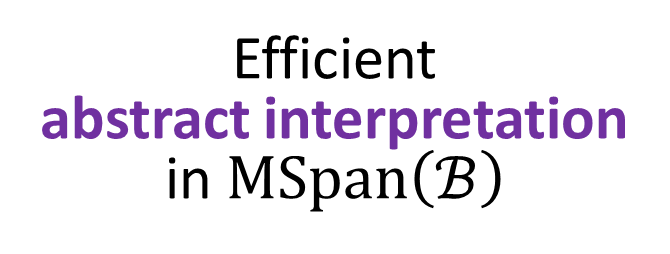 Efficient
abstract interpretation
in MSpan(ℬ)